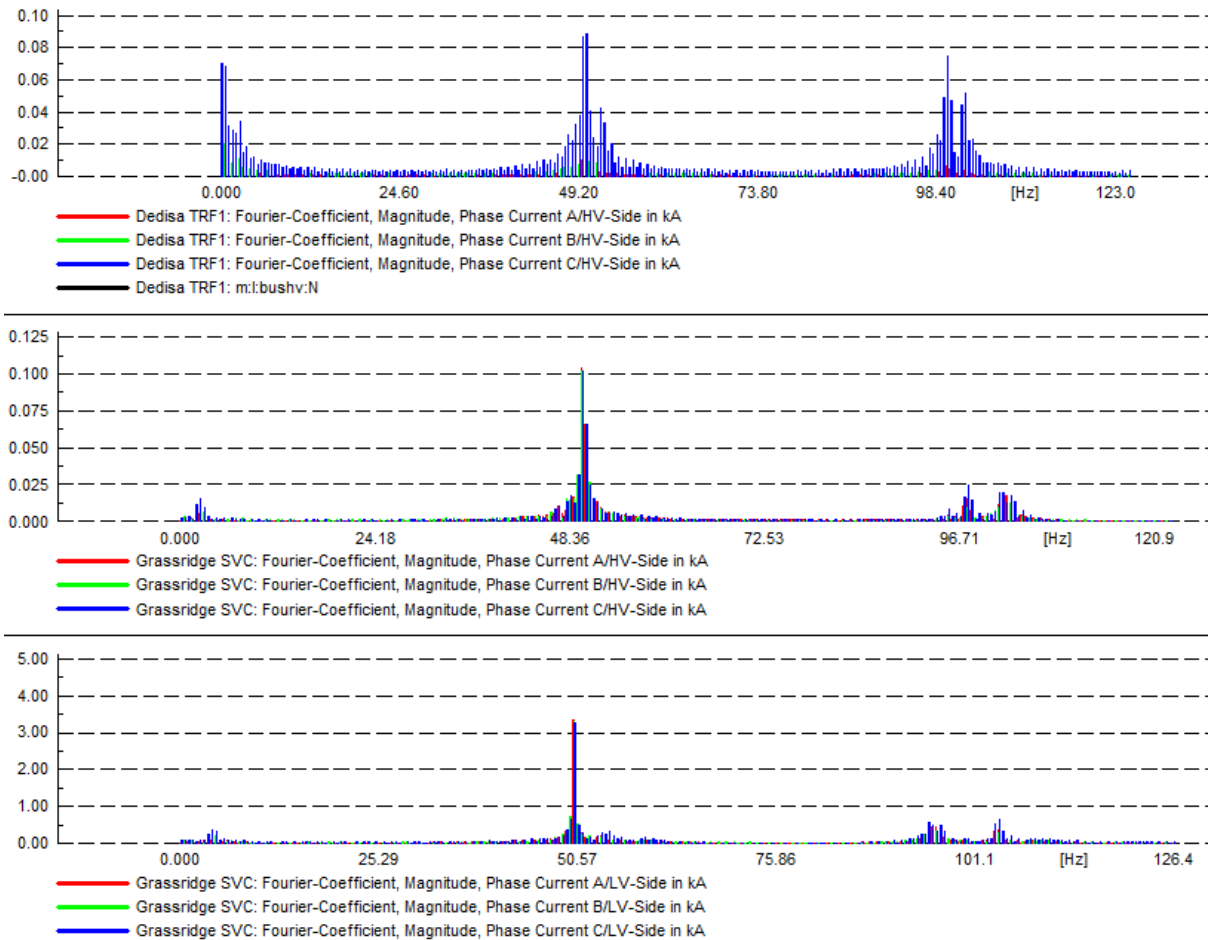 0.10
0.08
0.06
0.04
0.02
-0.00
0.000 24.60 49.20 73.80 98.40 [Hz] 123.0
Dedisa TRF1: Fourier-Coefficient, Magnitude, Phase Current A/HV-Side in kA
Dedisa TRF1: Fourier-Coefficient, Magnitude, Phase Current B/HV-Side in kA
Dedisa TRF1: Fourier-Coefficient, Magnitude, Phase Current C/HV-Side in kA
Dedisa TRF1: m:I:bushv:N
0.125
0.100
0.075
0.050
0.025
0.000
0.000 24.18 48.36 72.53 96.71 [Hz] 120.9
Grassridge SVC: Fourier-Coefficient, Magnitude, Phase Current A/HV-Side in kA
Grassridge SVC: Fourier-Coefficient, Magnitude, Phase Current B/HV-Side in kA
Grassridge SVC: Fourier-Coefficient, Magnitude, Phase Current C/HV-Side in kA
5.00
4.00
3.00
2.00
1.00
0.00
0.000 25.29 50.57 75.86 101.1 [Hz] 126.4
Grassridge SVC: Fourier-Coefficient, Magnitude, Phase Current A/LV-Side in kA
Grassridge SVC: Fourier-Coefficient, Magnitude, Phase Current B/LV-Side in kA
Grassridge SVC: Fourier-Coefficient, Magnitude, Phase Current C/LV-Side in kA